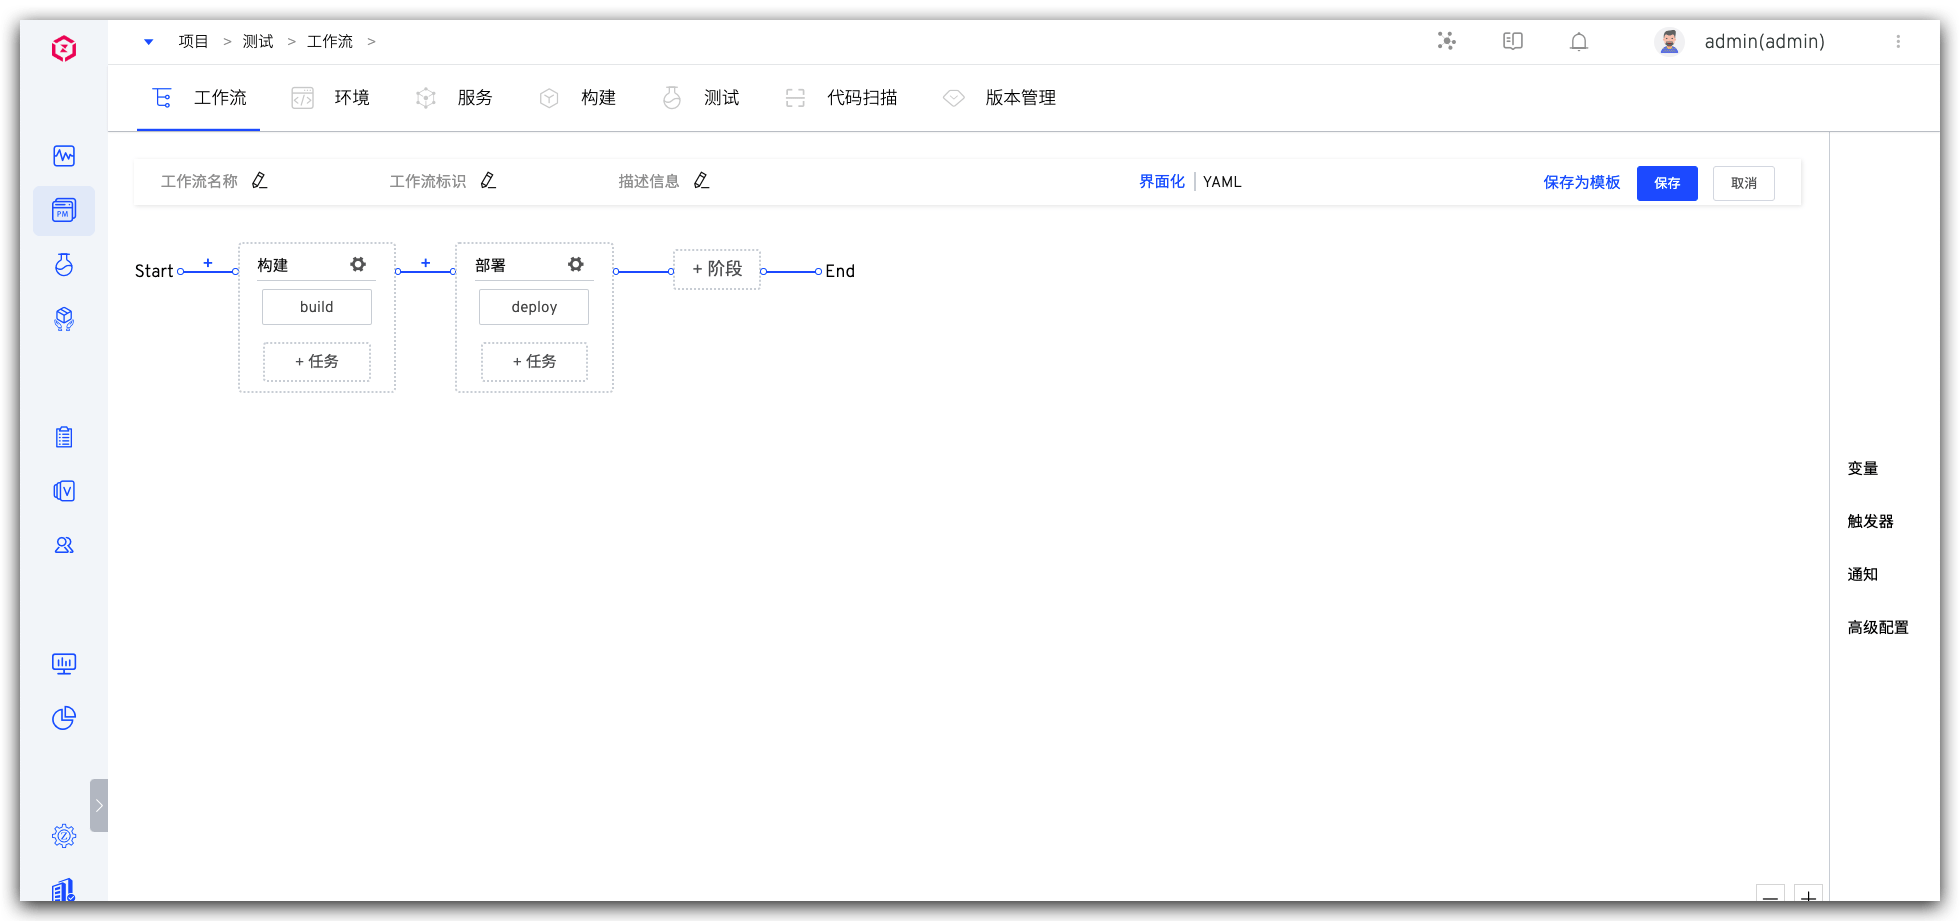 项目 > 测试 > 工作流 >
admin(admin)
工作流 环境 服务 构建 测试 代码扫描 版本管理
PM
工作流名称 工作流标识 描述信息 界面化 YAML 保存为模板 保存 取消
Start + 构建 + 部署 + 阶段 End
build deploy
+ 任务 + 任务
V
变量
触发器
通知
高级配置